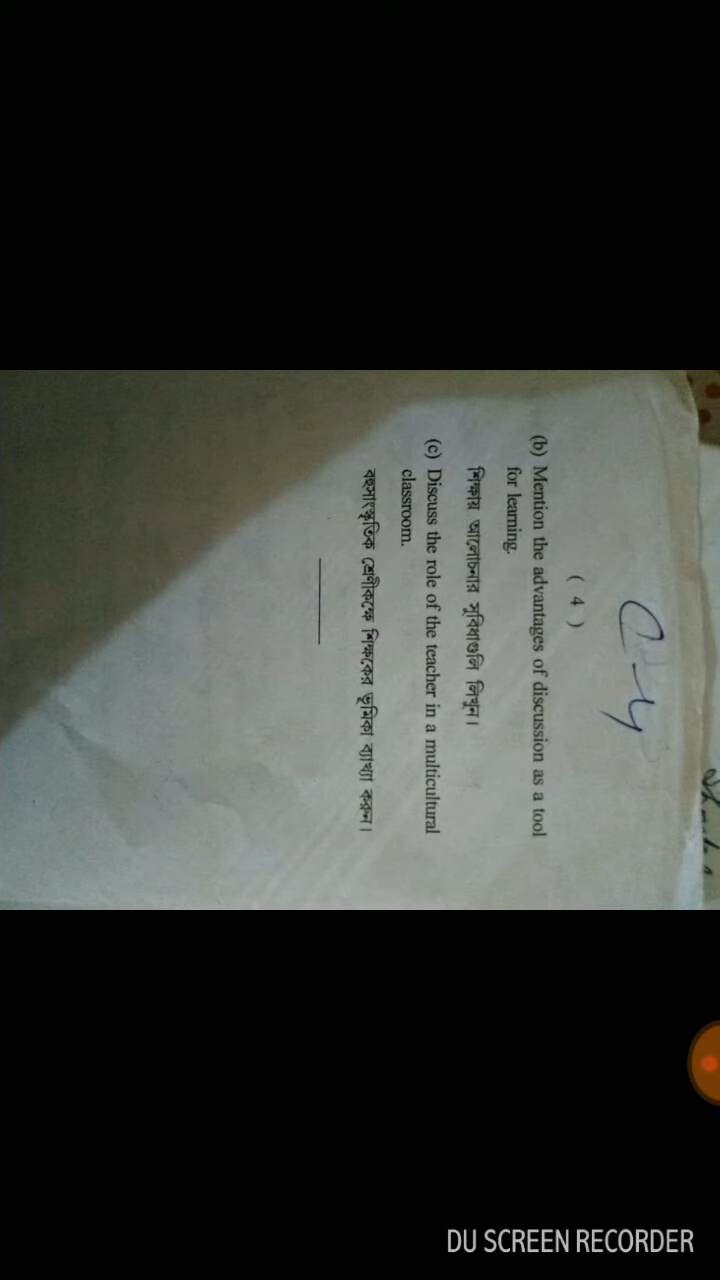 ( 4 )
(b) Mention the advantages of discussion as a tool
for learning.
শিক্ষায় আলোচনার সুবিধাগুলি লিখুন।
(c) Discuss the role of the teacher in a multicultural
classroom.
বহুসাংস্কৃতিক শ্রেণীকক্ষে শিক্ষকের ভূমিকা ব্যাখ্যা করুন।
DU SCREEN RECORDER